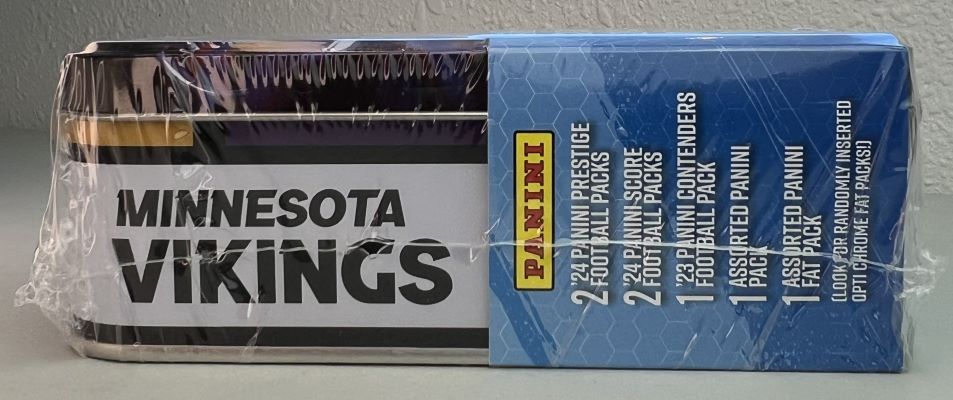 MINNESOTA
VIKINGS
PANINI
2 '24 PANINI PRESTIGE
FOOTBALL PACKS
2 '24 PANINI SCORE
FOOTBALL PACKS
1 '23 PANINI CONTENDERS
FOOTBALL PACK
1 ASSORTED PANINI
PACK
1 ASSORTED PANINI
FAT PACK
(LOOK FOR RANDOMLY INSERTED
OPTI CHROME FAT PACKS!)